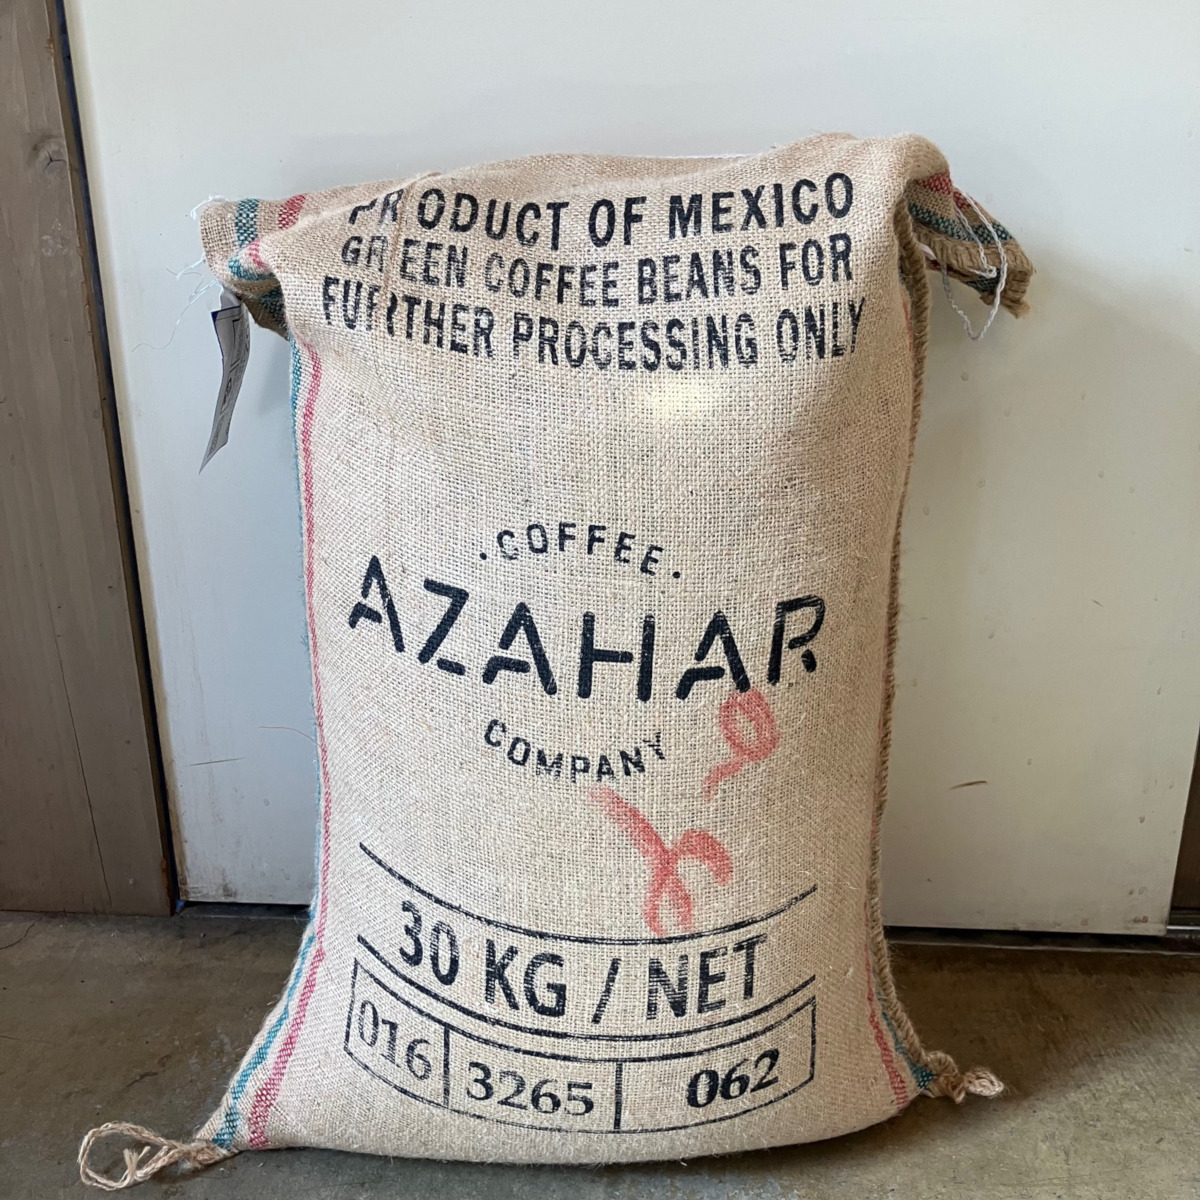 PRODUCT OF MEXICO
GREEN COFFEE BEANS FOR
FURTHER PROCESSING ONLY
.COFFEE.
AZAHAR
COMPANY
30 KG / NET
016 3265 062